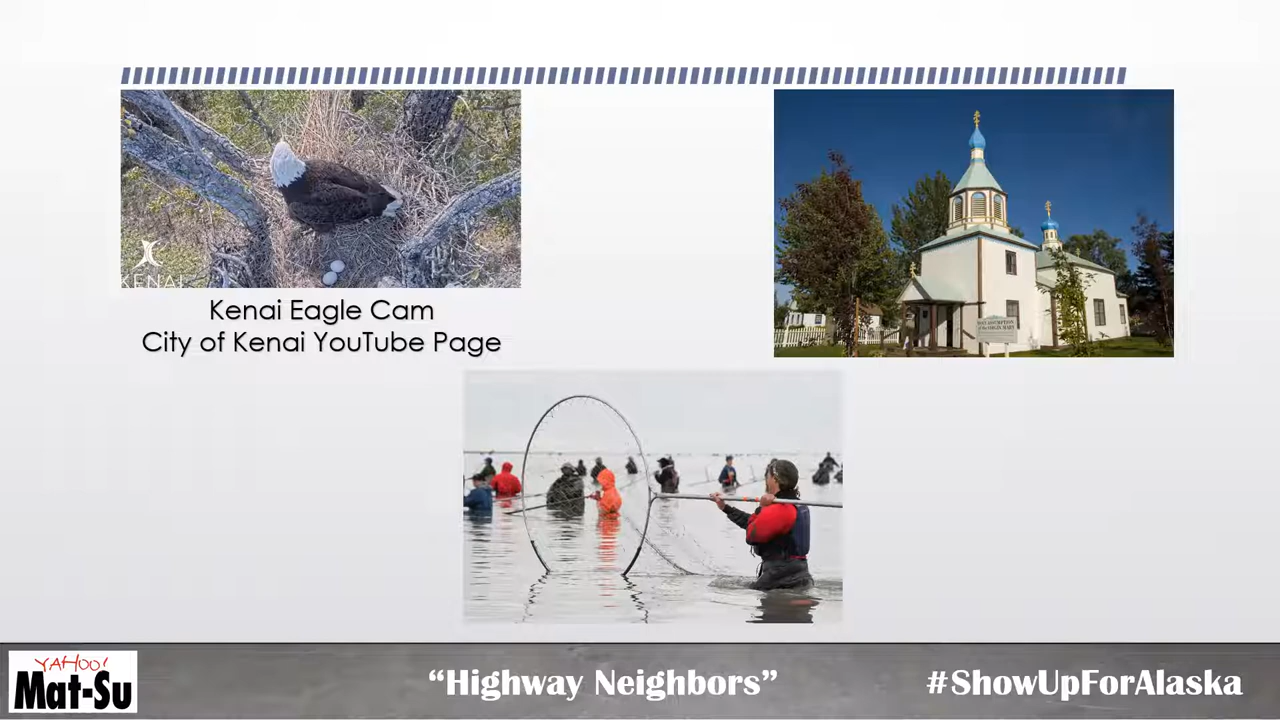 KENAI
Kenai Eagle Cam
City of Kenai YouTube Page
YAHOO!
Mat-Su
“Highway Neighbors”
#ShowUpForAlaska